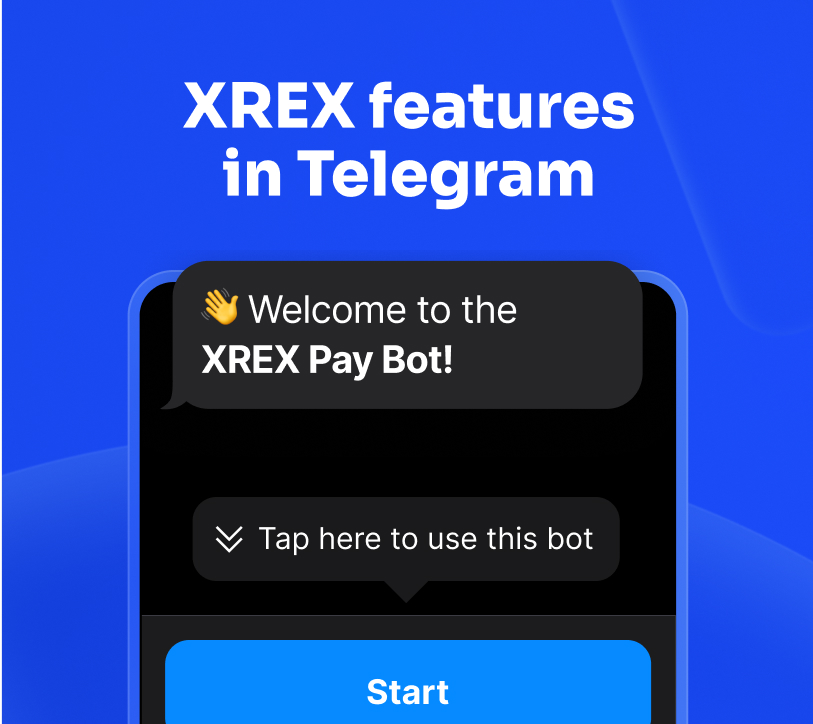 XREX features
in Telegram
👋 Welcome to the
XREX Pay Bot!
Tap here to use this bot
Start